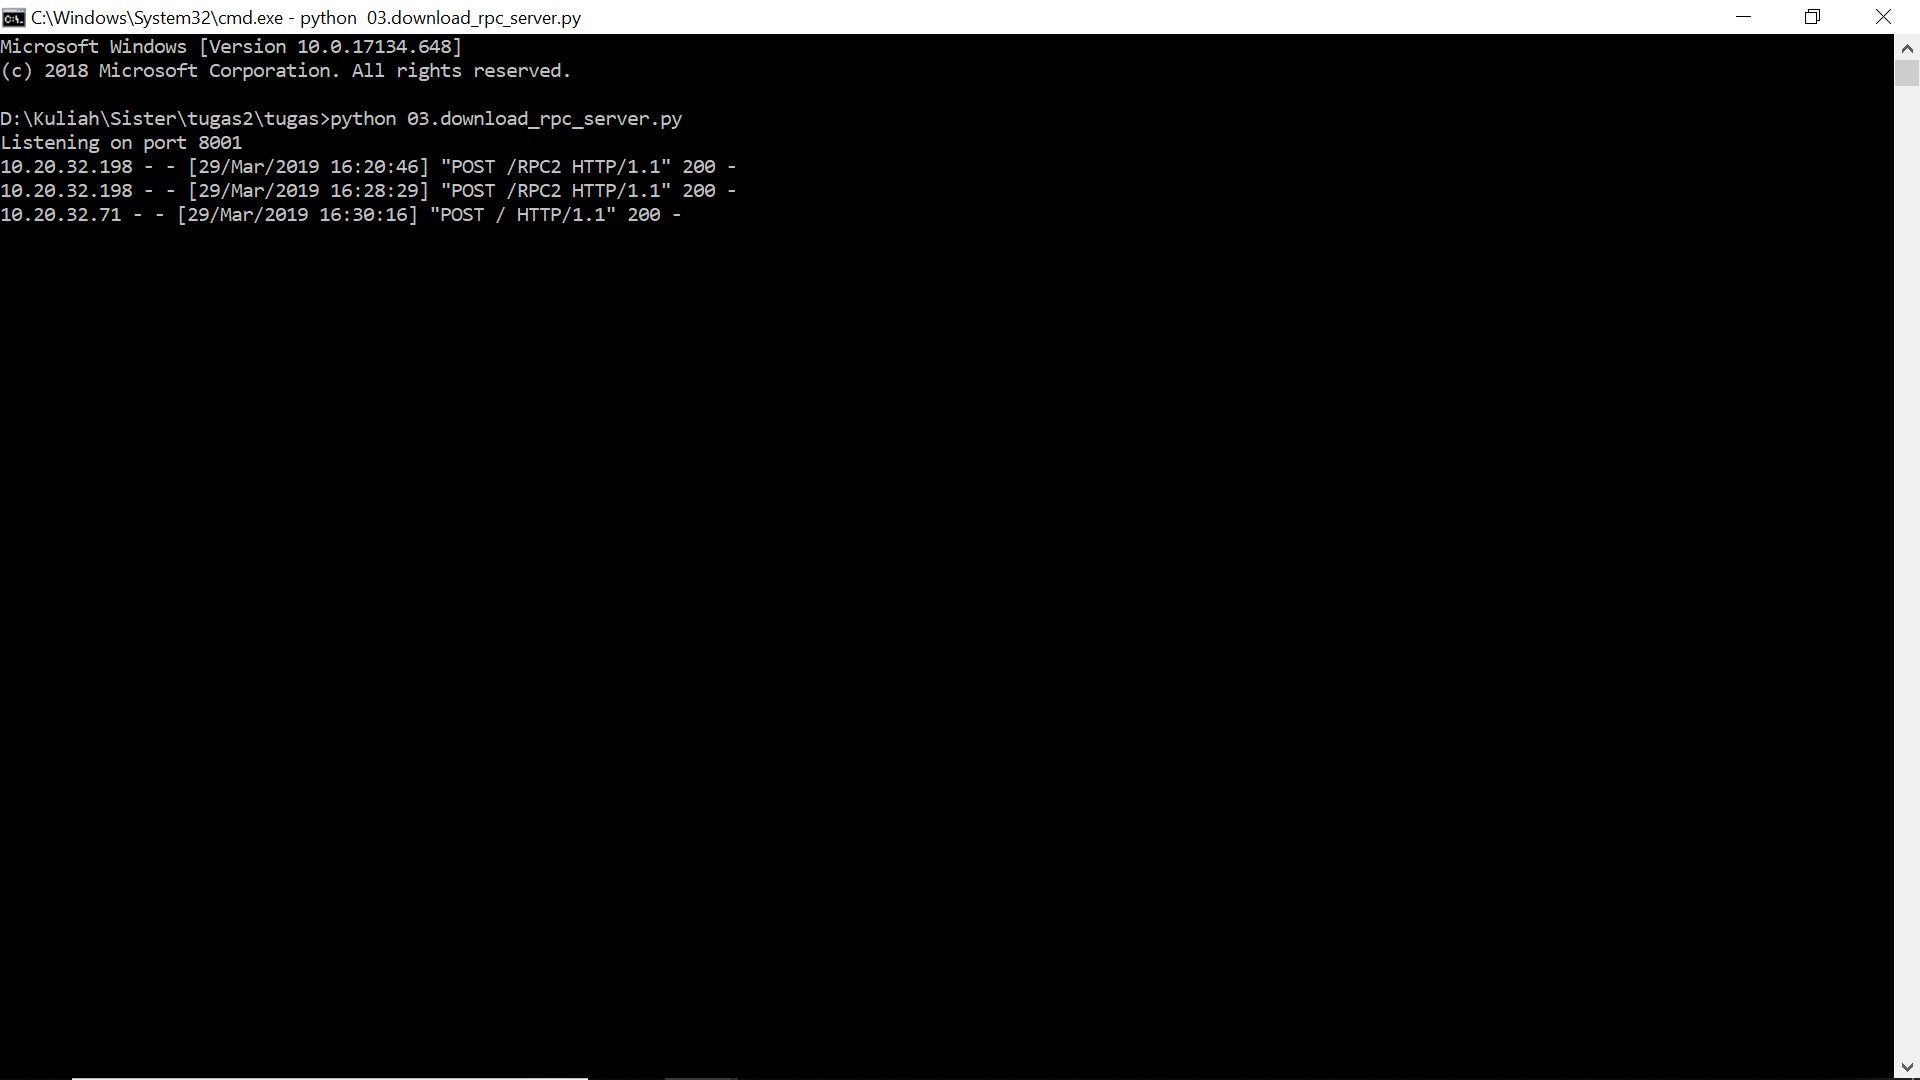 C:\Windows\System32\cmd.exe - python  03.download_rpc_server.py
Microsoft Windows [Version 10.0.17134.648]
(c) 2018 Microsoft Corporation. All rights reserved.
D:\Kuliah\Sister\tugas2\tugas>python 03.download_rpc_server.py
Listening on port 8001
10.20.32.198 - - [29/Mar/2019 16:20:46] "POST /RPC2 HTTP/1.1" 200 -
10.20.32.198 - - [29/Mar/2019 16:28:29] "POST /RPC2 HTTP/1.1" 200 -
10.20.32.71 - - [29/Mar/2019 16:30:16] "POST / HTTP/1.1" 200 -